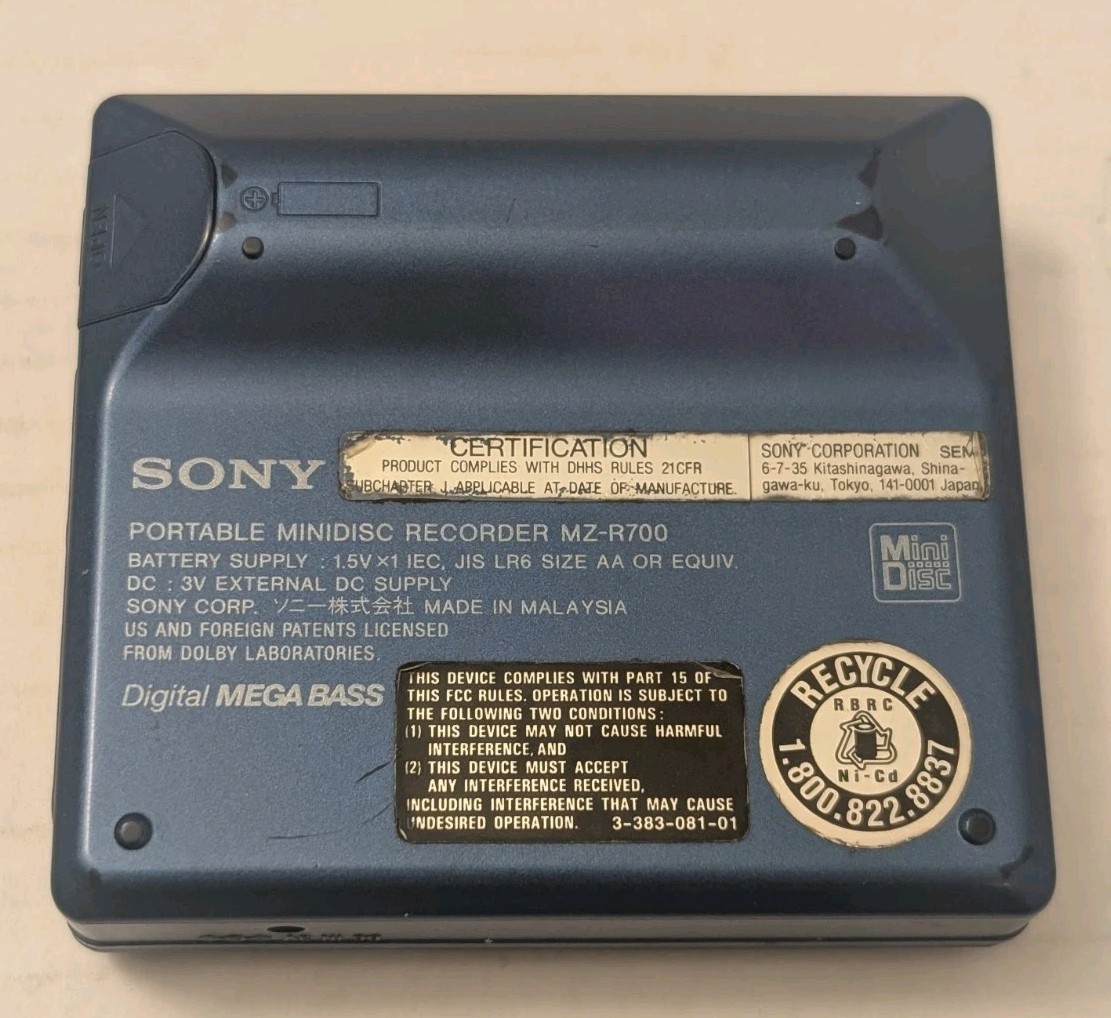 SONY
CERTIFICATION
PRODUCT COMPLIES WITH DHHS RULES 21CFR
SUBCHAPTER J APPLICABLE AT DATE OF MANUFACTURE.
SONY CORPORATION SEM
6-7-35 Kitashinagawa, Shina-
gawa-ku, Tokyo, 141-0001 Japan
PORTABLE MINIDISC RECORDER MZ-R700
BATTERY SUPPLY : 1.5V×1 IEC, JIS LR6 SIZE AA OR EQUIV.
DC : 3V EXTERNAL DC SUPPLY
SONY CORP. ソニー株式会社 MADE IN MALAYSIA
US AND FOREIGN PATENTS LICENSED
FROM DOLBY LABORATORIES.
Mini
Disc
Digital MEGA BASS
THIS DEVICE COMPLIES WITH PART 15 OF
THIS FCC RULES. OPERATION IS SUBJECT TO
THE FOLLOWING TWO CONDITIONS:
(1) THIS DEVICE MAY NOT CAUSE HARMFUL
INTERFERENCE, AND
(2) THIS DEVICE MUST ACCEPT
ANY INTERFERENCE RECEIVED,
INCLUDING INTERFERENCE THAT MAY CAUSE
UNDESIRED OPERATION. 3-383-081-01
RECYCLE
RBRC
Ni-Cd
1.800.822.8837